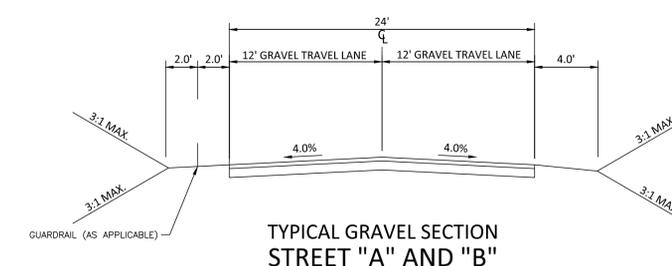 24'
℄
2.0' 2.0' 12' GRAVEL TRAVEL LANE 12' GRAVEL TRAVEL LANE 4.0'
3:1 MAX. 4.0% 4.0% 3:1 MAX.
3:1 MAX. 3:1 MAX.
GUARDRAIL (AS APPLICABLE)
TYPICAL GRAVEL SECTION
STREET "A" AND "B"